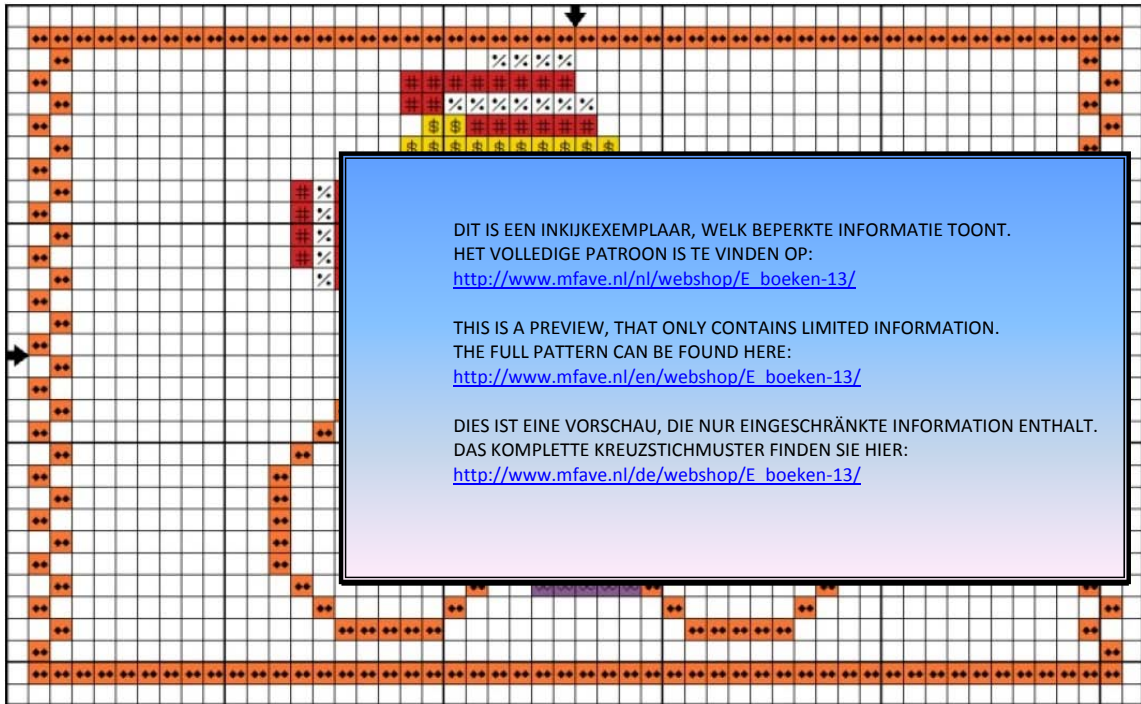 DIT IS EEN INKIJKEXEMPLAAR, WELK BEPERKTE INFORMATIE TOONT.
HET VOLLEDIGE PATROON IS TE VINDEN OP:
http://www.mfave.nl/nl/webshop/E_boeken-13/
THIS IS A PREVIEW, THAT ONLY CONTAINS LIMITED INFORMATION.
THE FULL PATTERN CAN BE FOUND HERE:
http://www.mfave.nl/en/webshop/E_boeken-13/
DIES IST EINE VORSCHAU, DIE NUR EINGESCHRÄNKTE INFORMATION ENTHALT.
DAS KOMPLETTE KREUZSTICHMUSTER FINDEN SIE HIER:
http://www.mfave.nl/de/webshop/E_boeken-13/